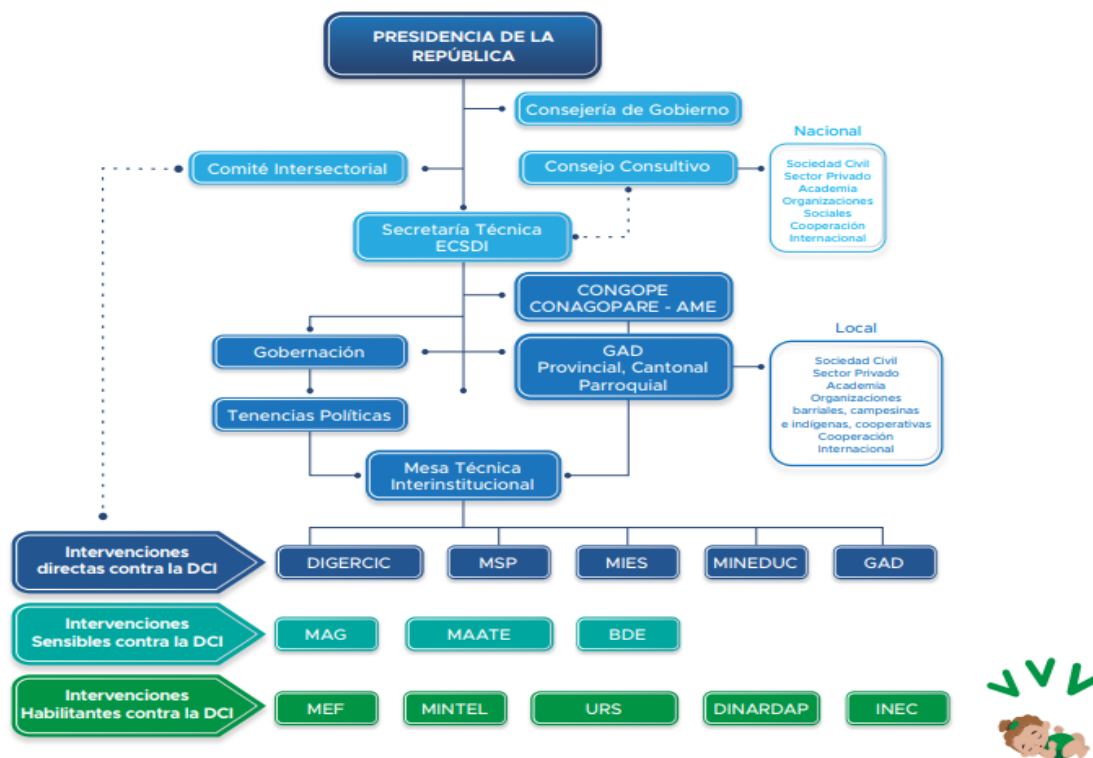 PRESIDENCIA DE LA
REPÚBLICA
Consejería de Gobierno
Nacional
Comité Intersectorial
Consejo Consultivo
Sociedad Civil
Sector Privado
Academia
Organizaciones
Sociales
Cooperación
Internacional
Secretaría Técnica
ECSDI
CONGOPE
CONAGOPARE - AME
Gobernación
GAD
Provincial, Cantonal
Parroquial
Local
Sociedad Civil
Sector Privado
Academia
Organizaciones
barriales, campesinas
e indígenas, cooperativas
Cooperación
Internacional
Tenencias Políticas
Mesa Técnica
Interinstitucional
Intervenciones
directas contra la DCI
DIGERCIC
MSP
MIES
MINEDUC
GAD
Intervenciones
Sensibles contra la DCI
MAG
MAATE
BDE
Intervenciones
Habilitantes contra la DCI
MEF
MINTEL
URS
DINARDAP
INEC